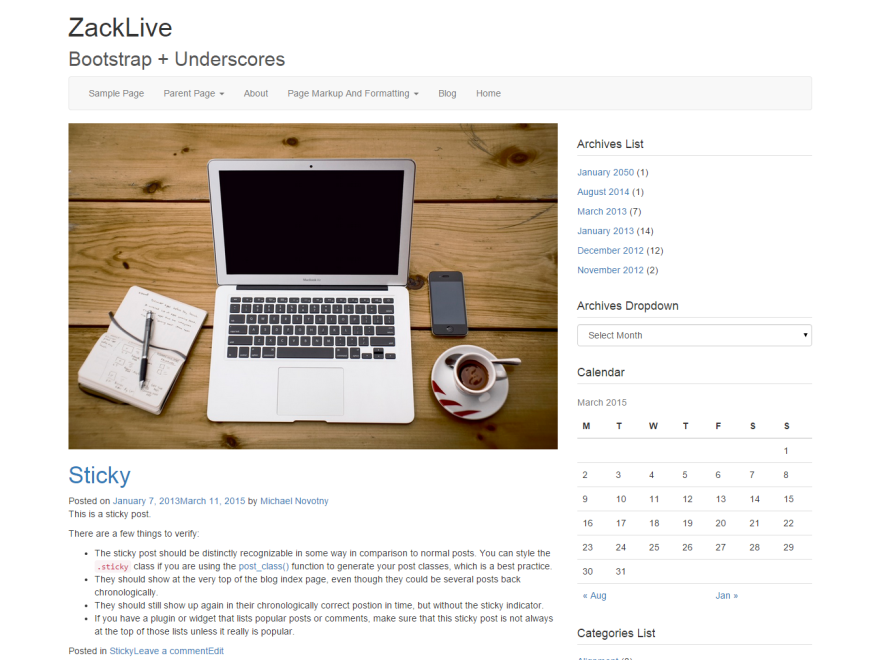 ZackLive
Bootstrap + Underscores
Sample Page Parent Page About Page Markup And Formatting Blog Home
Sticky
Posted on January 7, 2013March 11, 2015 by Michael Novotny
This is a sticky post.
There are a few things to verify:
The sticky post should be distinctly recognizable in some way in comparison to normal posts. You can style the
.sticky class if you are using the post_class() function to generate your post classes, which is a best practice.
They should show at the very top of the blog index page, even though they could be several posts back
chronologically.
They should still show up again in their chronologically correct postion in time, but without the sticky indicator.
If you have a plugin or widget that lists popular posts or comments, make sure that this sticky post is not always
at the top of those lists unless it really is popular.
Posted in StickyLeave a commentEdit
Archives List
January 2050 (1)
August 2014 (1)
March 2013 (7)
January 2013 (14)
December 2012 (12)
November 2012 (2)
Archives Dropdown
Select Month
Calendar
March 2015
M T W T F S S
1
2 3 4 5 6 7 8
9 10 11 12 13 14 15
16 17 18 19 20 21 22
23 24 25 26 27 28 29
30 31
« Aug Jan »
Categories List